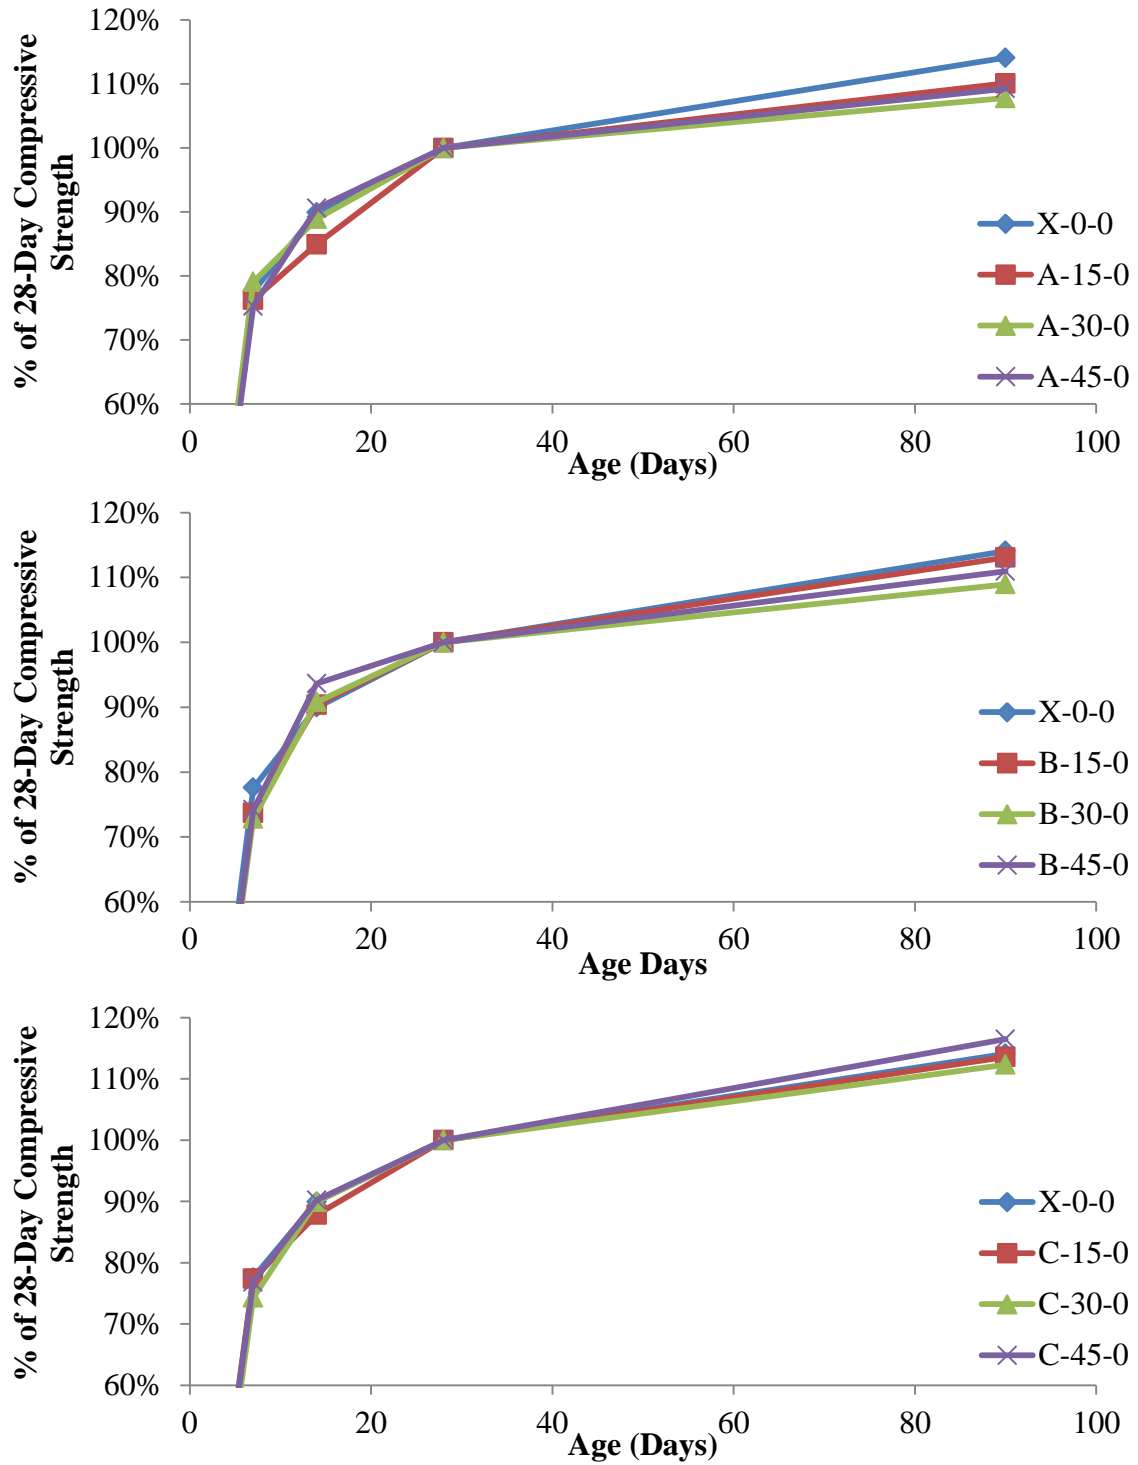 120%
110%
100%
90%
80%
70%
60%
% of 28-Day Compressive
Strength
X-0-0
A-15-0
A-30-0
A-45-0
0
20
40
60
80
100
Age (Days)
120%
110%
100%
90%
80%
70%
60%
% of 28-Day Compressive
Strength
X-0-0
B-15-0
B-30-0
B-45-0
0
20
40
60
80
100
Age Days
120%
110%
100%
90%
80%
70%
60%
% of 28-Day Compressive
Strength
X-0-0
C-15-0
C-30-0
C-45-0
0
20
40
60
80
100
Age (Days)